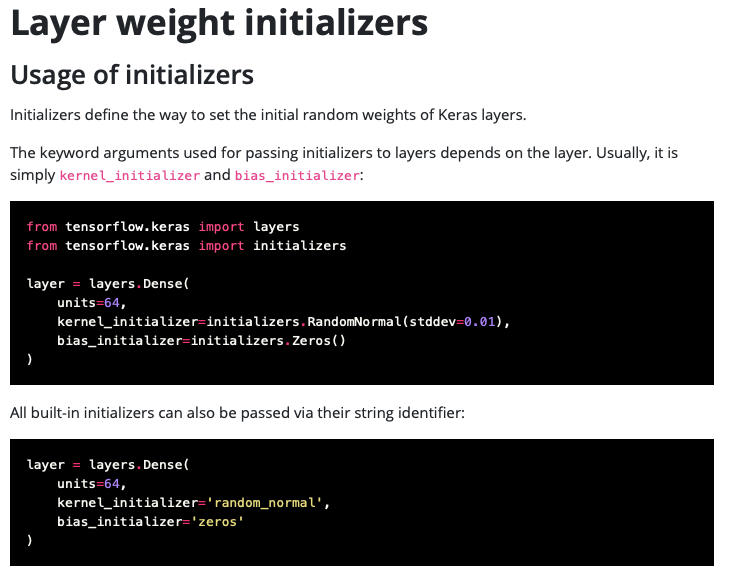 Layer weight initializers
Usage of initializers
Initializers define the way to set the initial random weights of Keras layers.
The keyword arguments used for passing initializers to layers depends on the layer. Usually, it is
simply kernel_initializer and bias_initializer:
from tensorflow.keras import layers
from tensorflow.keras import initializers
layer = layers.Dense(
    units=64,
    kernel_initializer=initializers.RandomNormal(stddev=0.01),
    bias_initializer=initializers.Zeros()
)
All built-in initializers can also be passed via their string identifier:
layer = layers.Dense(
    units=64,
    kernel_initializer='random_normal',
    bias_initializer='zeros'
)